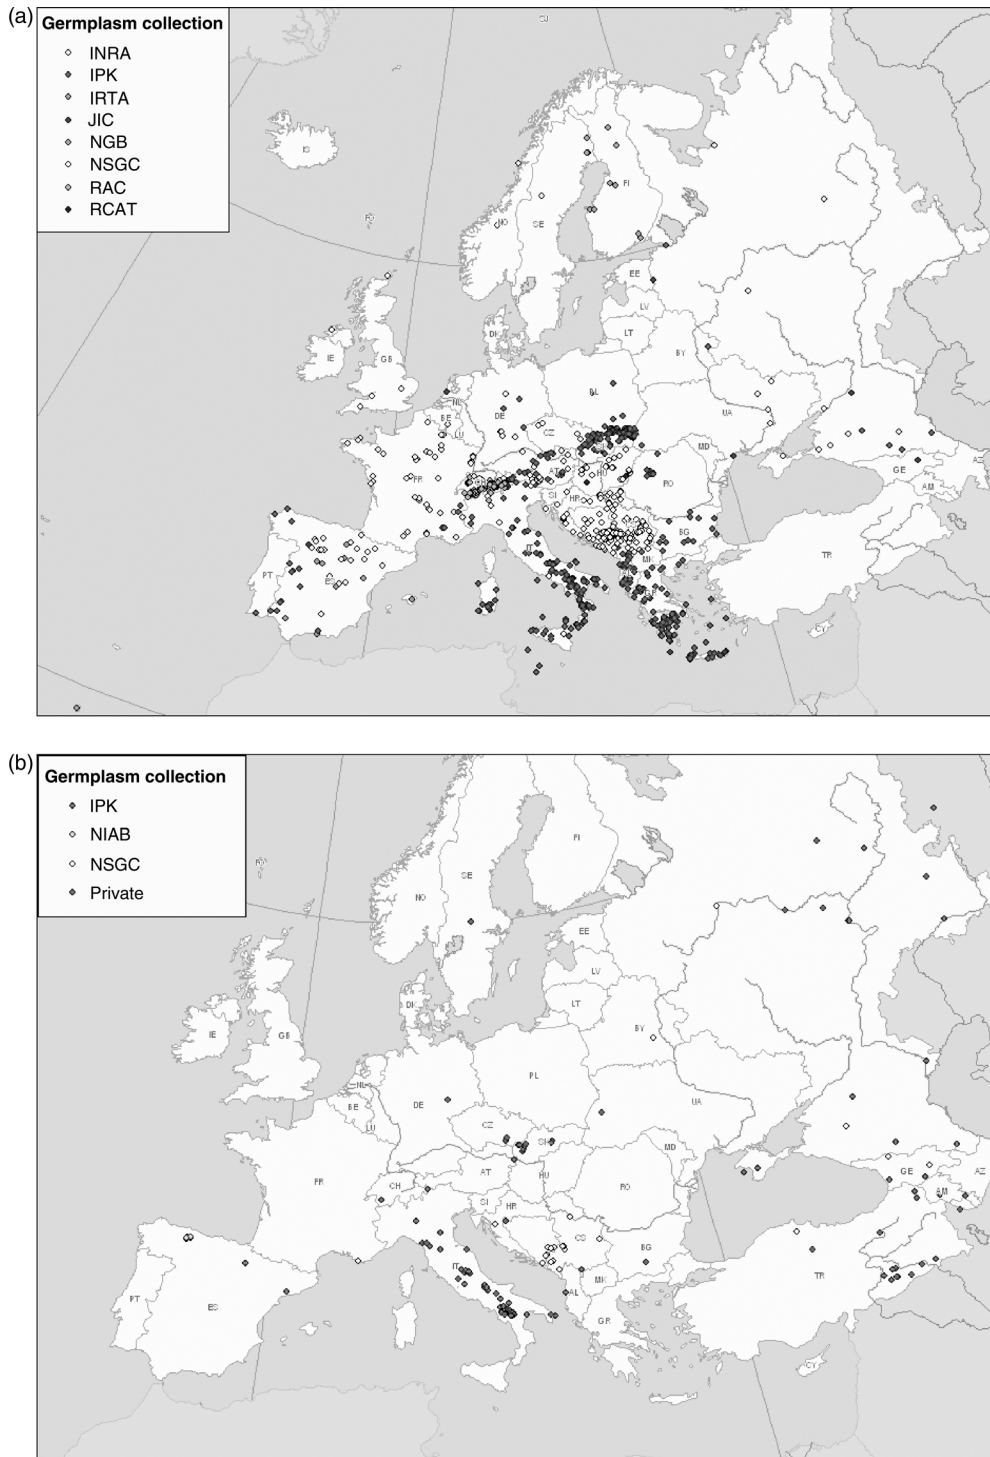 (a)
Germplasm collection
INRA
IPK
IRTA
JIC
NGB
NSGC
RAC
RCAT
SJ
IS
FI
NO
SE
EE
LV
LT
DK
IE
GB
BY
NL
PL
BE
DE
LU
CZ
UA
MD
FR
AT
HU
RO
SI
HR
GE
AZ
AM
BG
IT
MK
PT
ES
TR
CY
(b)
Germplasm collection
IPK
NIAB
NSGC
Private
FI
SE
NO
EE
LV
LT
DK
IE
GB
BY
PL
NL
DE
BE
UA
LU
CZ
SK
MD
AT
HU
FR
CH
RO
GE
AZ
SI
HR
AM
CS
BG
IT
TR
MK
PT
ES
AL
GR
CY